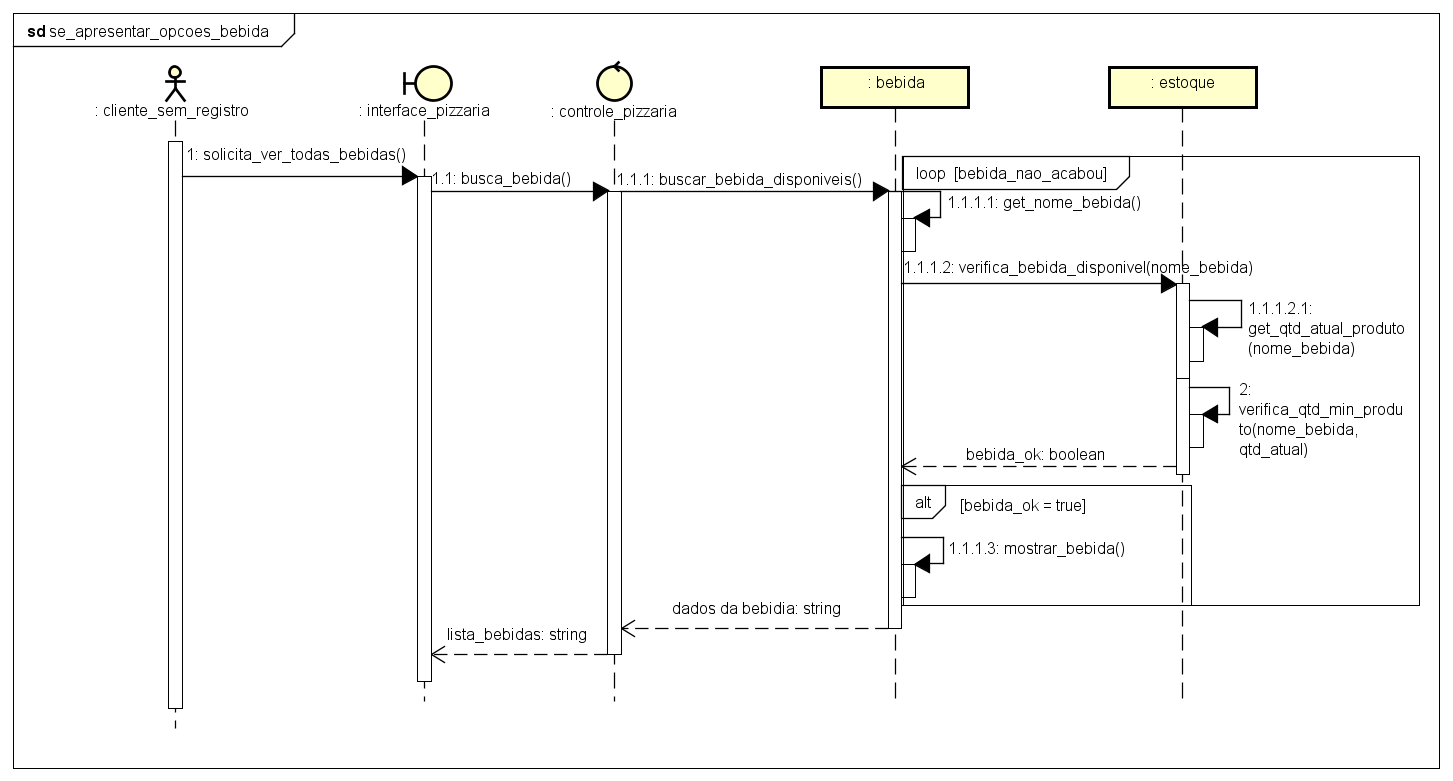 sd se_apresentar_opcoes_bebida
: cliente_sem_registro
: interface_pizzaria
: controle_pizzaria
: bebida
: estoque
1: solicita_ver_todas_bebidas()
1.1: busca_bebida()
1.1.1: buscar_bebida_disponiveis()
loop [bebida_nao_acabou]
1.1.1.1: get_nome_bebida()
1.1.1.2: verifica_bebida_disponivel(nome_bebida)
1.1.1.2.1:
get_qtd_atual_produto
(nome_bebida)
2:
verifica_qtd_min_produ
to(nome_bebida,
qtd_atual)
bebida_ok: boolean
alt [bebida_ok = true]
1.1.1.3: mostrar_bebida()
dados da bebidia: string
lista_bebidas: string